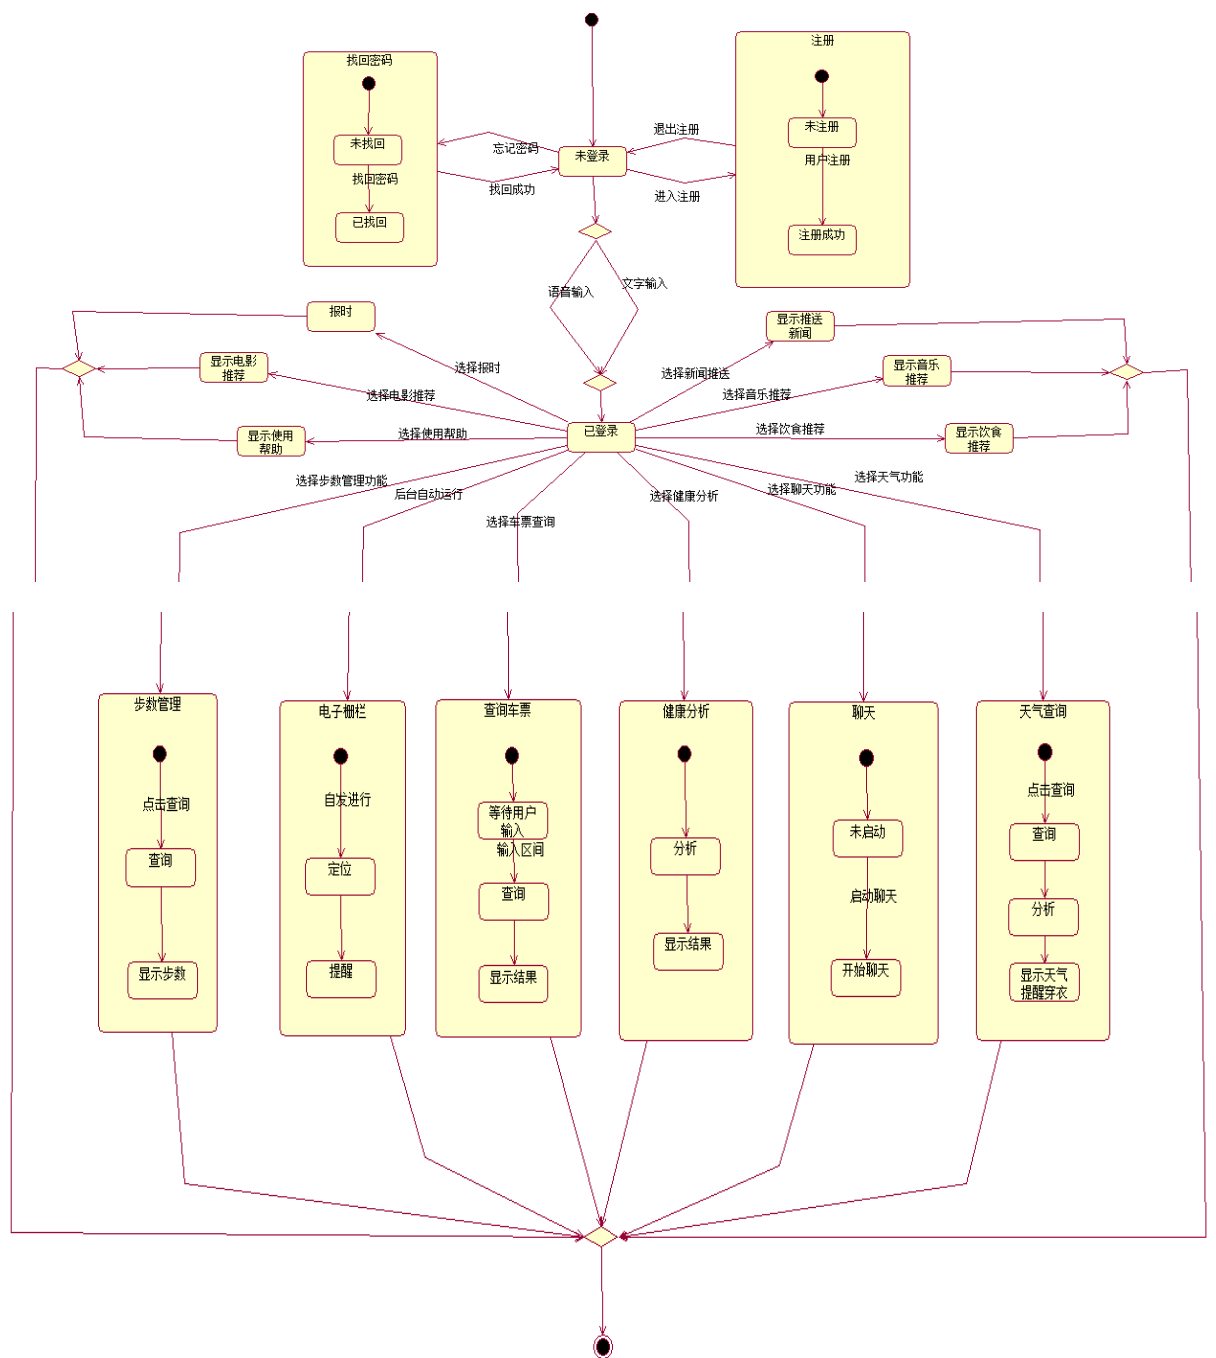 注册
找回密码
未注册
退出注册
未找回
忘记密码
未登录
用户注册
找回密码
找回成功
进入注册
已找回
注册成功
语音输入
文字输入
报时
显示推送
新闻
显示电影
推荐
选择报时
选择新闻推送
显示音乐
推荐
选择电影推荐
选择音乐推荐
显示使用
帮助
选择使用帮助
已登录
选择饮食推荐
显示饮食
推荐
选择步数管理功能
后台自动运行
选择车票查询
选择健康分析
选择聊天功能
选择天气功能
步数管理
电子栅栏
查询车票
健康分析
聊天
天气查询
点击查询
自发进行
等待用户
输入
输入区间
未启动
点击查询
查询
定位
查询
分析
启动聊天
查询
分析
显示步数
提醒
显示结果
显示结果
开始聊天
显示天气
提醒穿衣